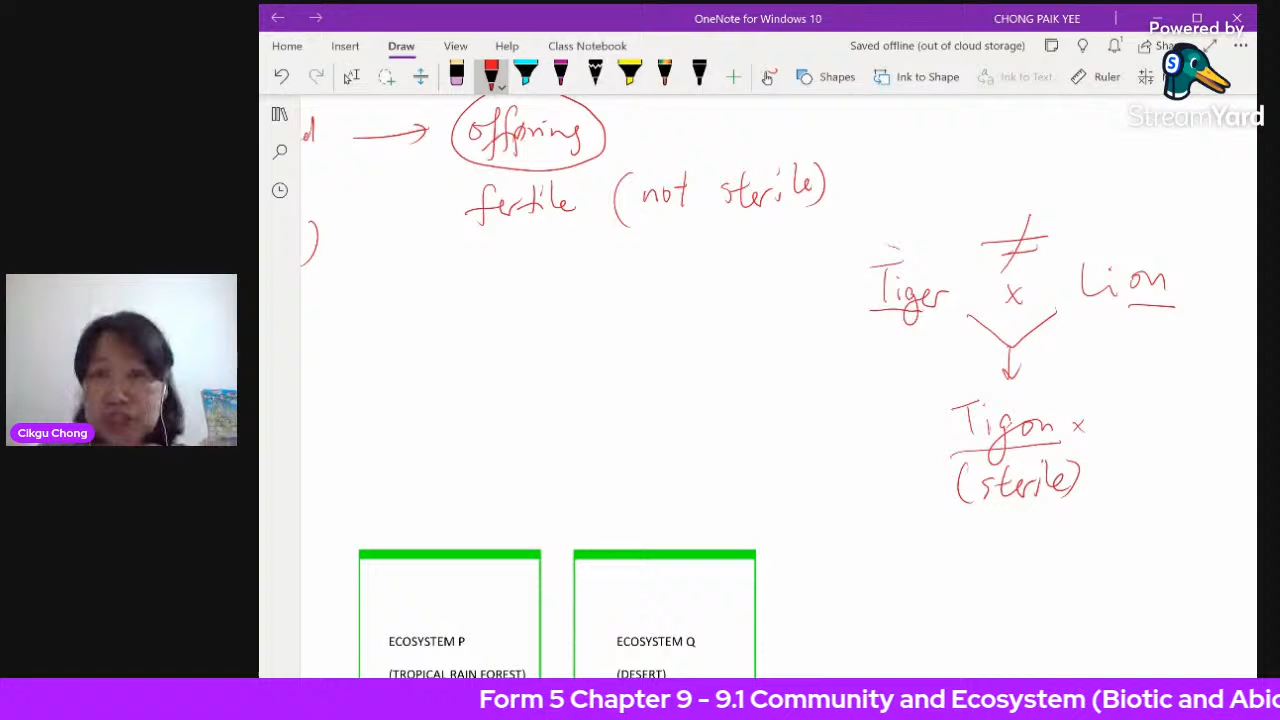 OneNote for Windows 10
CHONG PAIK YEE
Powered by
StreamYard
Home Insert Draw View Help Class Notebook
Saved offline (out of cloud storage)
Shapes Ink to Shape Ink to Text Ruler
offspring
fertile (not sterile)
)
≠
Tiger x Lion
Tigon x
(sterile)
Cikgu Chong
ECOSYSTEM P
(TROPICAL RAIN FOREST)
ECOSYSTEM Q
(DESERT)
Form 5 Chapter 9 - 9.1 Community and Ecosystem (Biotic and Abio